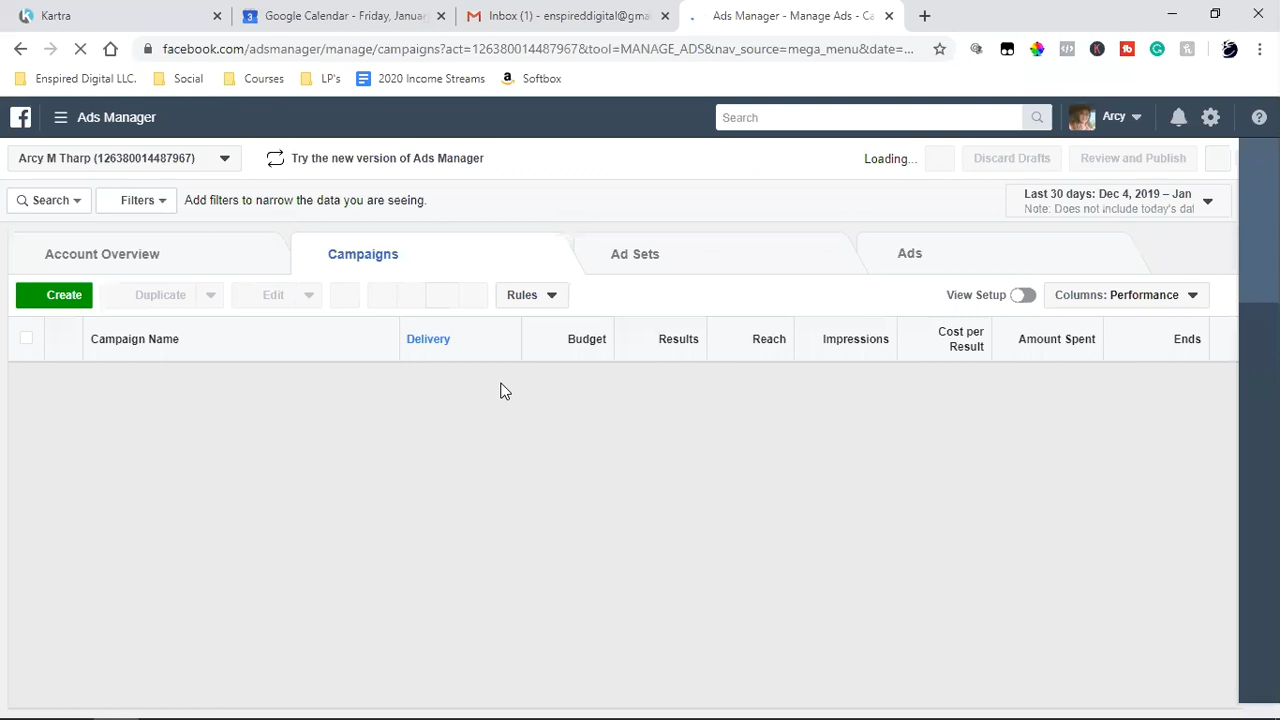 Kartra
3
Google Calendar - Friday, Januar
Inbox (1) - enspireddigital@gma
Ads Manager - Manage Ads - Ca
facebook.com/adsmanager/manage/campaigns?act=126380014487967&tool=MANAGE_ADS&nav_source=mega_menu&date=...
Enspired Digital LLC.
Social
Courses
LP's
2020 Income Streams
Softbox
Ads Manager
Search
Arcy
Arcy M Tharp (126380014487967)
Try the new version of Ads Manager
Loading...
Discard Drafts
Review and Publish
Search
Filters
Add filters to narrow the data you are seeing.
Last 30 days: Dec 4, 2019 – Jan
Note: Does not include today's dat
Account Overview
Campaigns
Ad Sets
Ads
Create
Duplicate
Edit
Rules
View Setup
Columns: Performance
Campaign Name
Delivery
Budget
Results
Reach
Impressions
Cost per
Result
Amount Spent
Ends